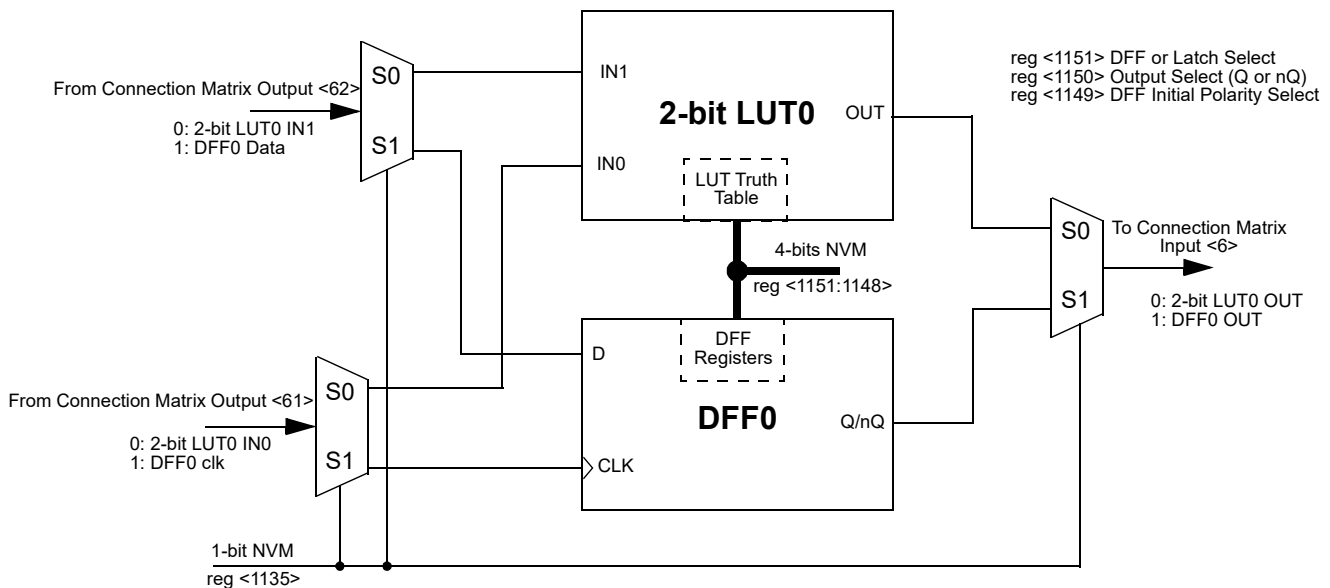 S0
S1
From Connection Matrix Output <62>
0: 2-bit LUT0 IN1
1: DFF0 Data
IN1
IN0
2-bit LUT0
OUT
LUT Truth
Table
reg <1151> DFF or Latch Select
reg <1150> Output Select (Q or nQ)
reg <1149> DFF Initial Polarity Select
4-bits NVM
reg <1151:1148>
S0
S1
To Connection Matrix
Input <6>
0: 2-bit LUT0 OUT
1: DFF0 OUT
DFF
Registers
D
DFF0
Q/nQ
CLK
From Connection Matrix Output <61>
0: 2-bit LUT0 IN0
1: DFF0 clk
S0
S1
1-bit NVM
reg <1135>